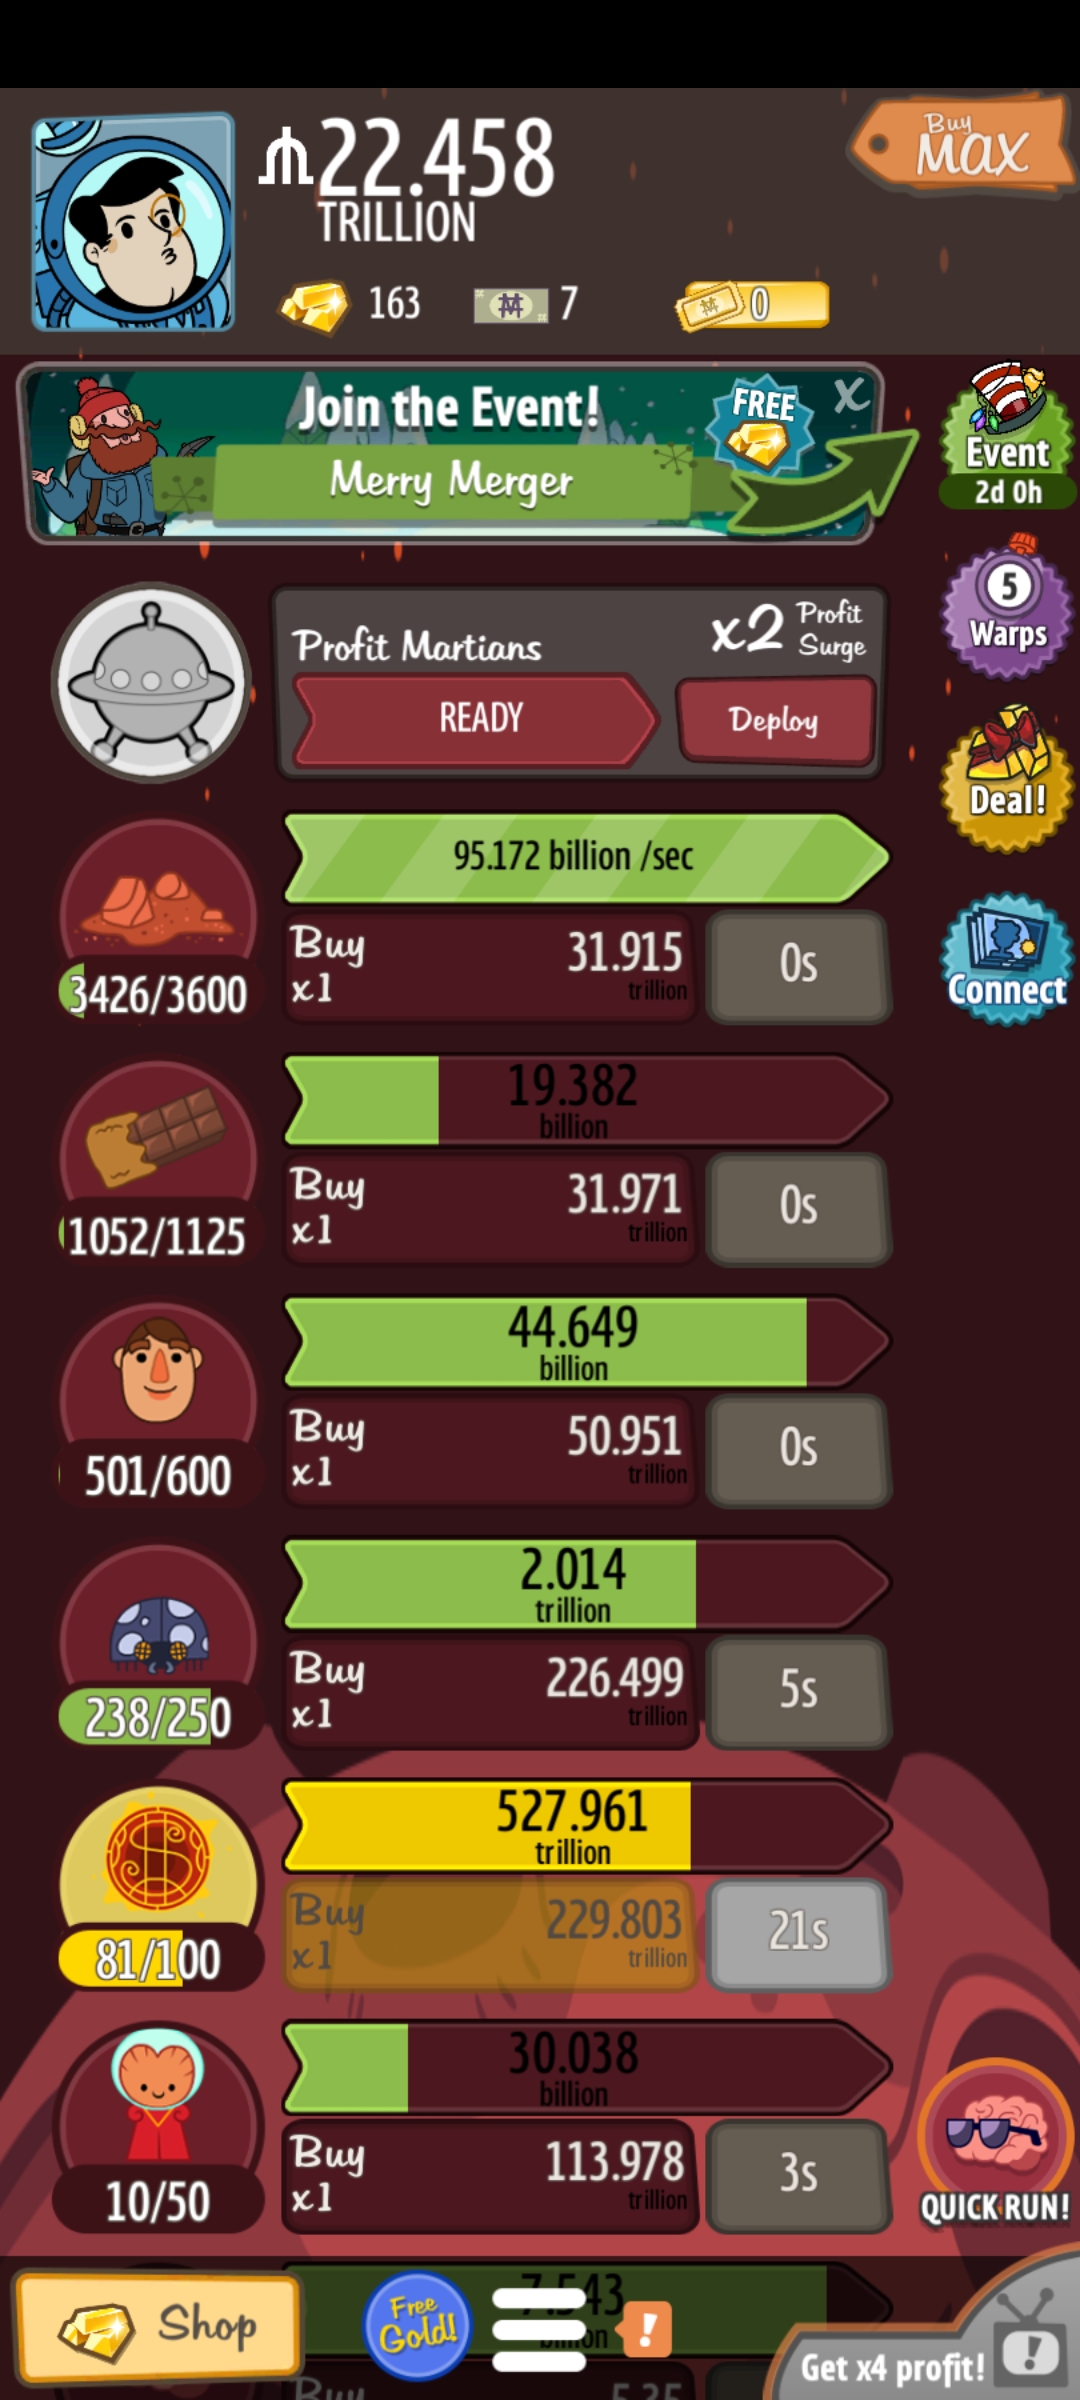 22.458
TRILLION
Buy
MAX
163
7
0
Join the Event!
FREE
X
Merry Merger
Event
2d 0h
5
Warps
Profit Martians
x2 Profit Surge
READY
Deploy
Deal!
95.172 billion /sec
Buy
x1
31.915
trillion
0s
3426/3600
Connect
19.382
billion
Buy
x1
31.971
trillion
0s
1052/1125
44.649
billion
Buy
x1
50.951
trillion
0s
501/600
2.014
trillion
Buy
x1
226.499
trillion
5s
238/250
527.961
trillion
Buy
x1
229.803
trillion
21s
81/100
30.038
billion
Buy
x1
113.978
trillion
3s
10/50
QUICK RUN!
Shop
Free
Gold!
!
Get x4 profit!
!
Buy